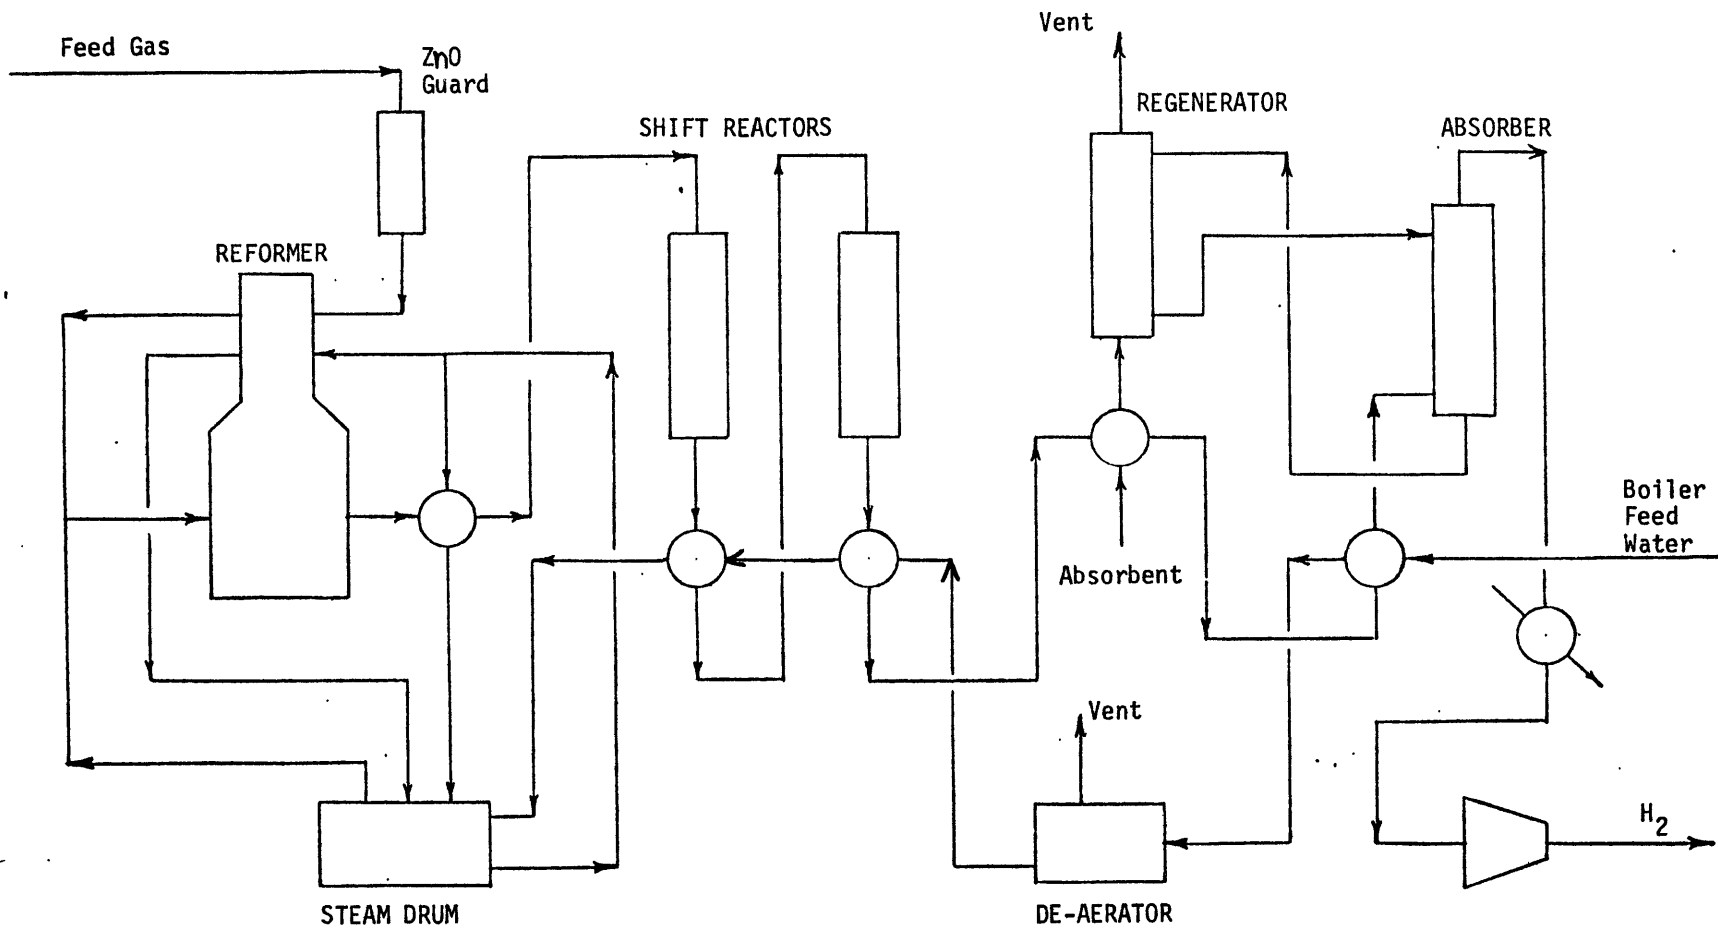 Vent
Feed Gas
ZnO
Guard
REGENERATOR
SHIFT REACTORS
ABSORBER
REFORMER
Boiler
Feed
Water
Absorbent
Vent
H2
STEAM DRUM
DE-AERATOR